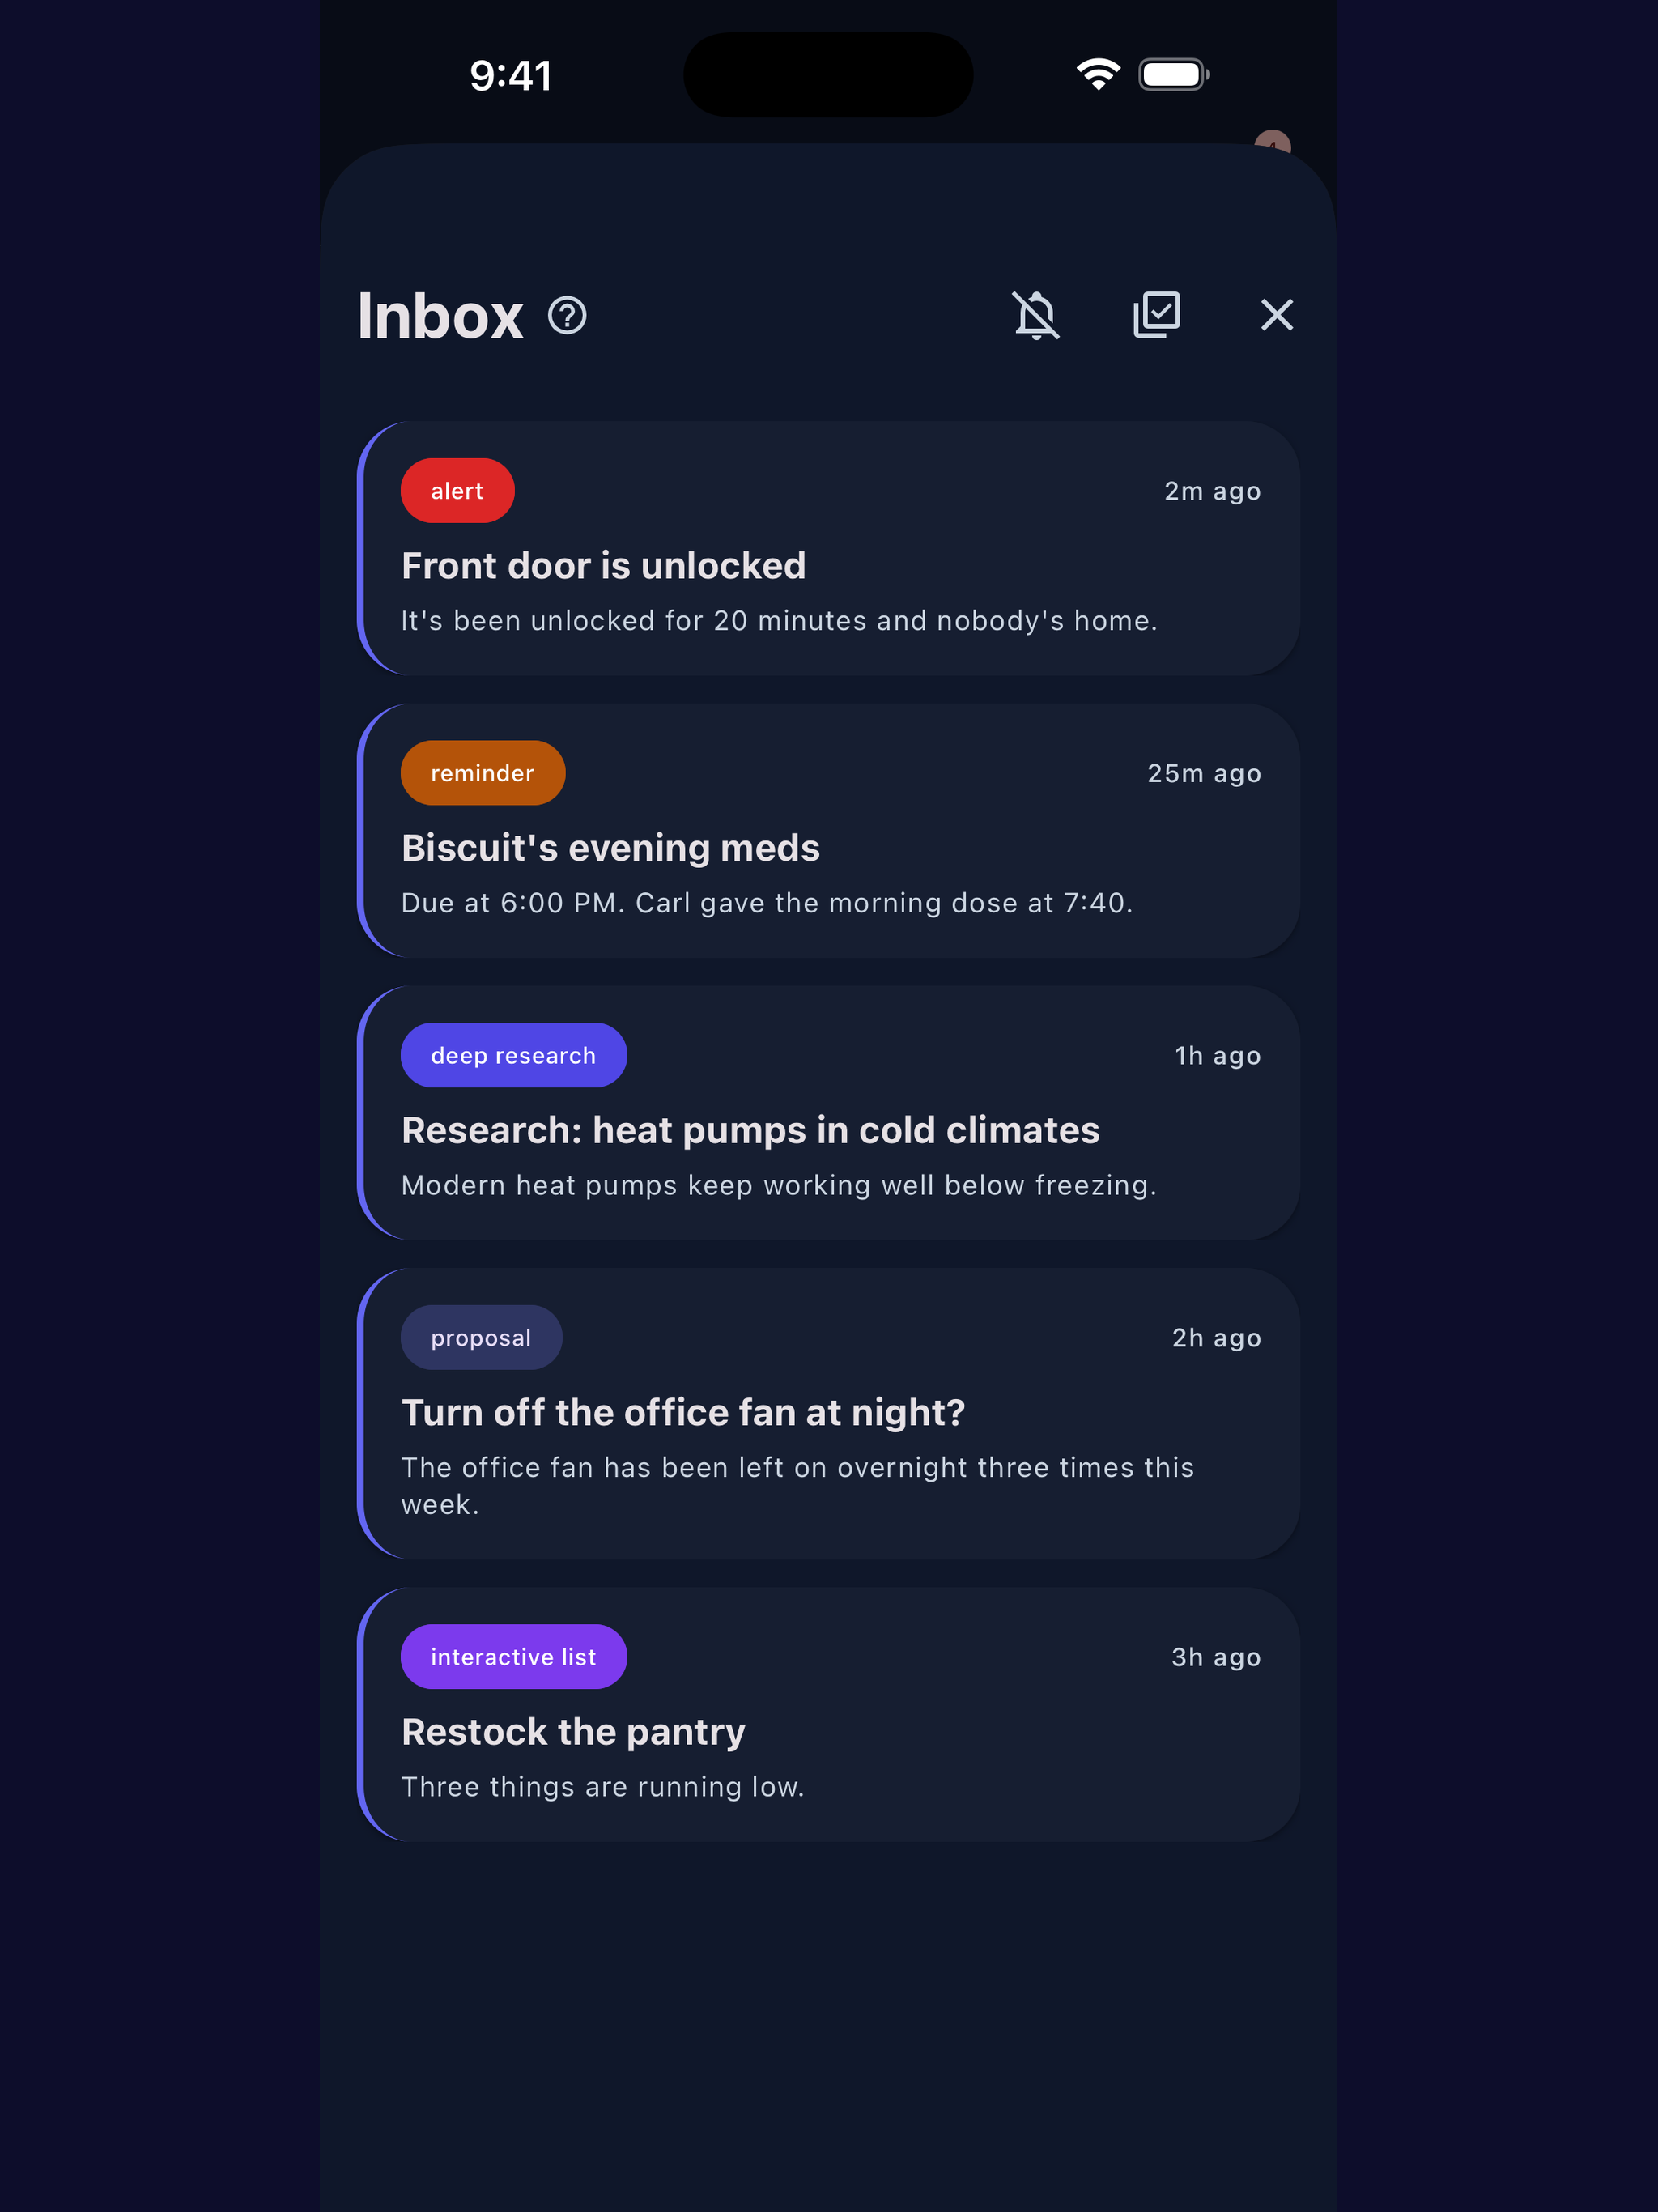 9:41
Inbox
alert
2m ago
Front door is unlocked
It's been unlocked for 20 minutes and nobody's home.
reminder
25m ago
Biscuit's evening meds
Due at 6:00 PM. Carl gave the morning dose at 7:40.
deep research
1h ago
Research: heat pumps in cold climates
Modern heat pumps keep working well below freezing.
proposal
2h ago
Turn off the office fan at night?
The office fan has been left on overnight three times this
week.
interactive list
3h ago
Restock the pantry
Three things are running low.